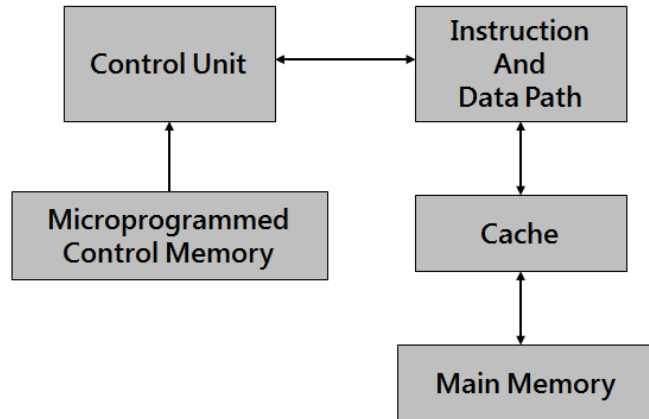 Control Unit
Instruction
And
Data Path
Microprogrammed
Control Memory
Cache
Main Memory